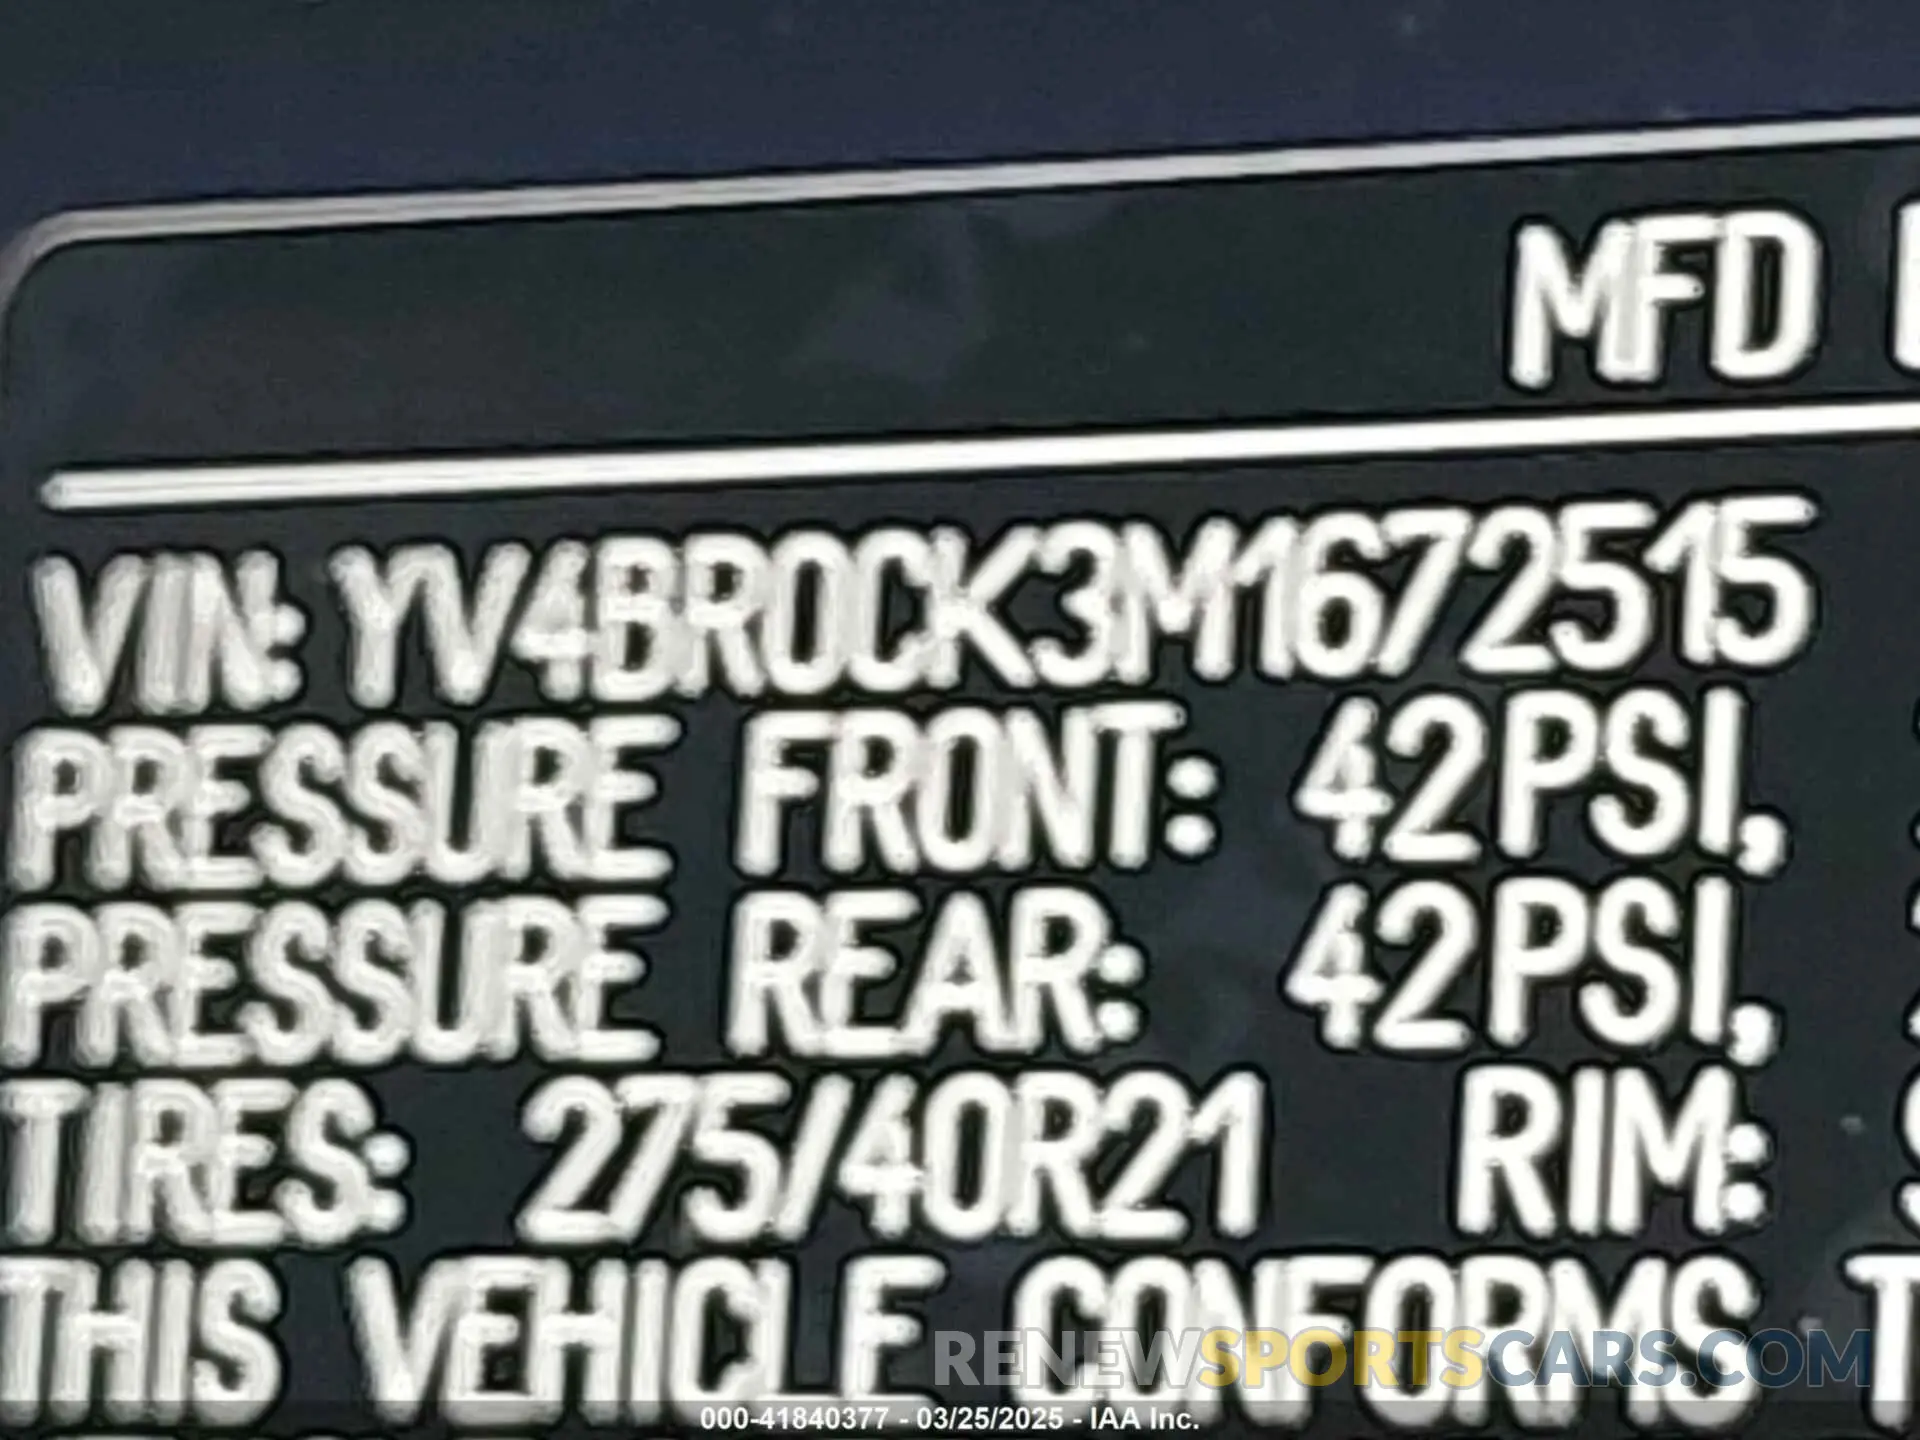 MFD
VIN: YV4BR0CK3M1672515
PRESSURE FRONT: 42PSI,
PRESSURE REAR: 42PSI,
TIRES: 275/40R21 RIM:
THIS VEHICLE CONFORMS T
RENEWSPORTSCARS.COM
000-41840377 - 03/25/2025 - IAA Inc.